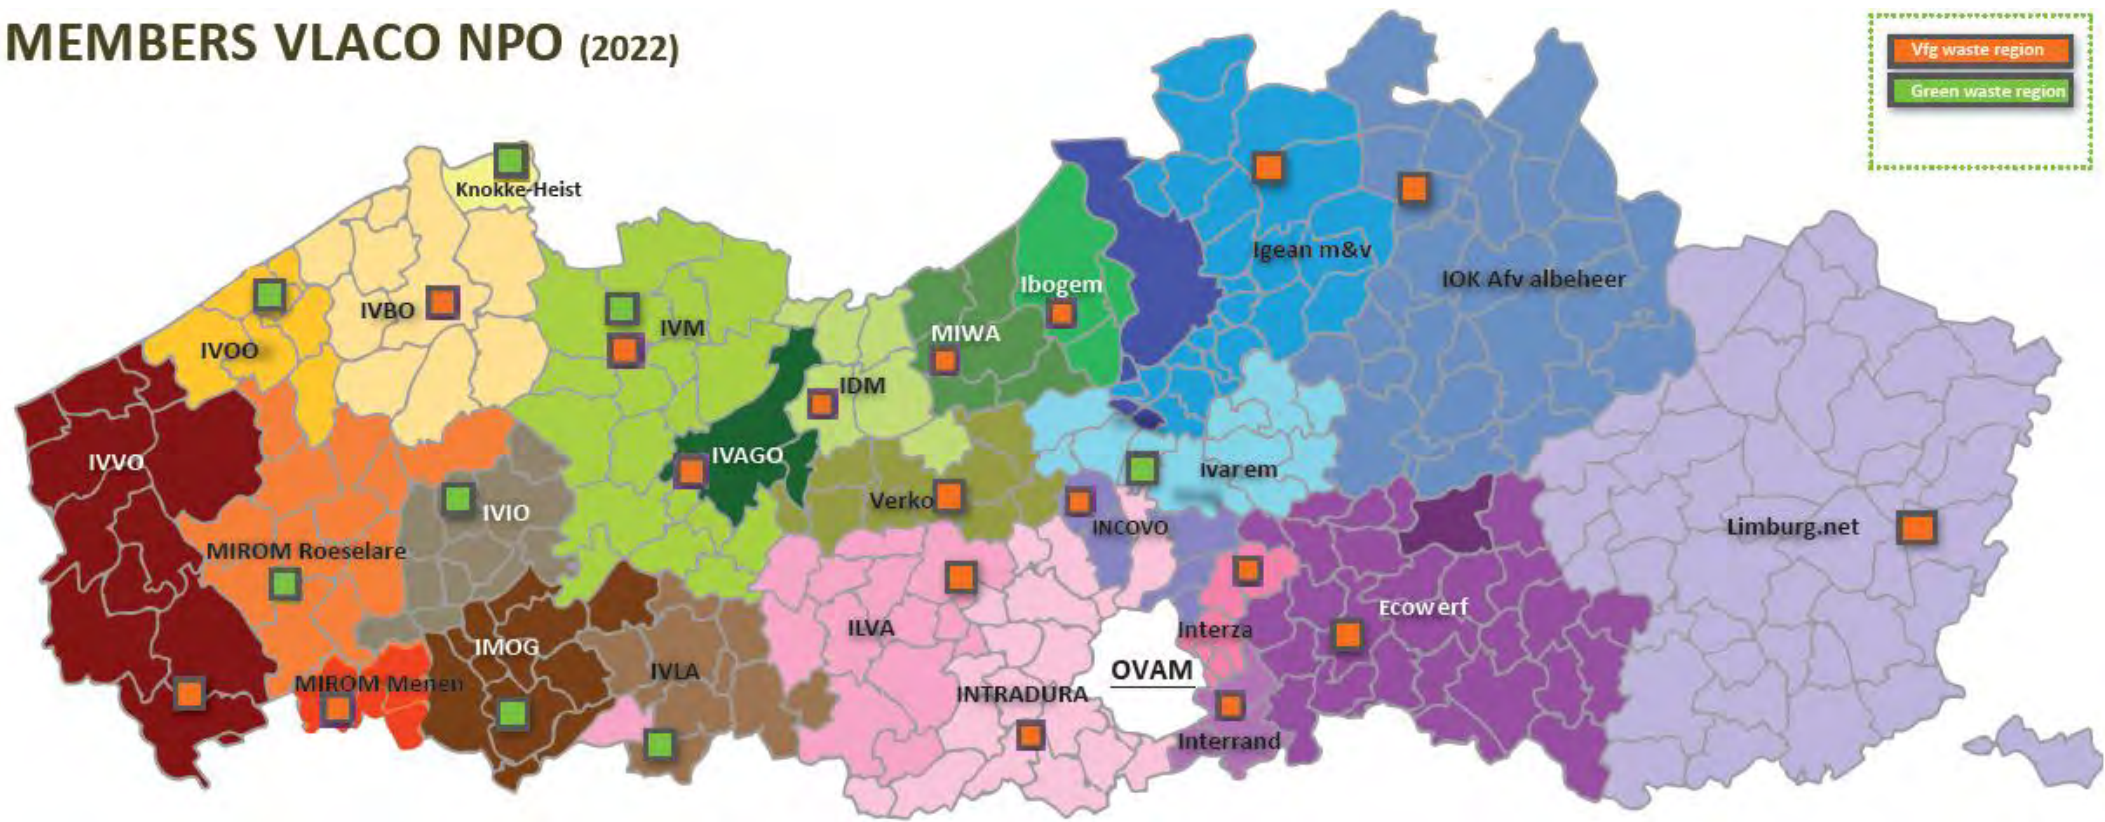 MEMBERS VLACO NPO (2022)
Vfg waste region
Green waste region
Knokke-Heist
Igean m&v
IOK Afv albeheer
Ibogem
IVBO
IVM
MIWA
IVOO
IDM
IVVO
IVAGO
Ivarem
Verko
IVIO
INCOVO
Limburg.net
MIROM Roeselare
Ecowerf
ILVA
Interza
IMOG
IVLA
OVAM
MIROM Menen
INTRADURA
Interrand